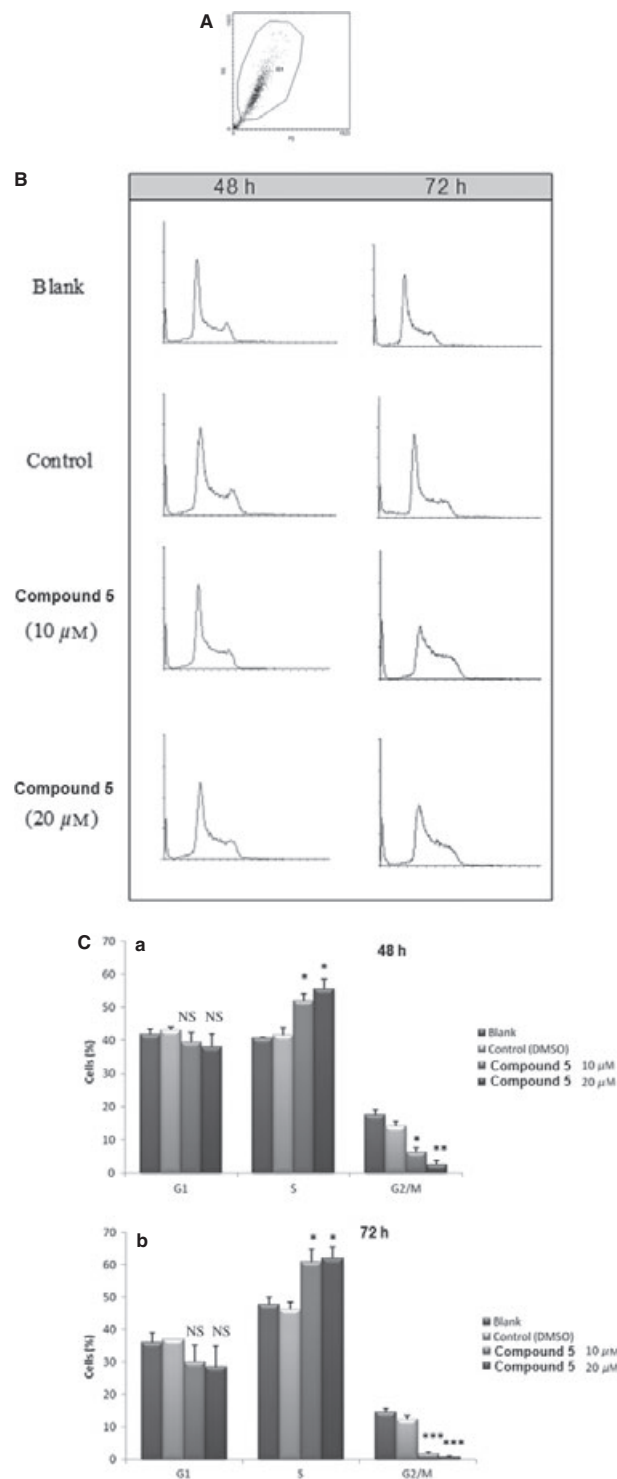 A
B
48 h
72 h
Blank
Control
Compound 5
(10 µM)
Compound 5
(20 µM)
C
a
48 h
70
60
50
40
30
20
10
0
Cells (%)
NS NS
* *
* **
G1 S G2/M
Blank
Control (DMSO)
Compound 5 10 µM
Compound 5 20 µM
b
72 h
70
60
50
40
30
20
10
0
Cells (%)
NS NS
* *
*** ***
G1 S G2/M
Blank
Control (DMSO)
Compound 5 10 µM
Compound 5 20 µM